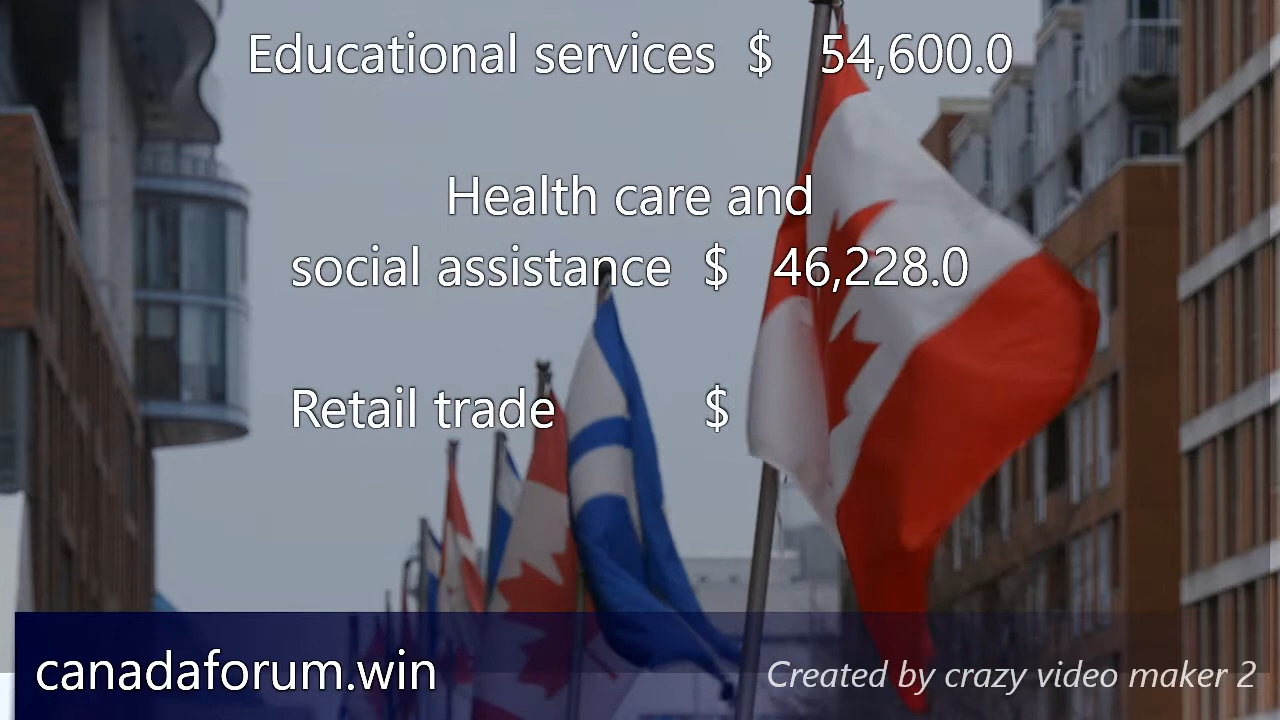 Educational services $ 54,600.0
Health care and
social assistance $ 46,228.0
Retail trade $
canadaforum.win
Created by crazy video maker 2